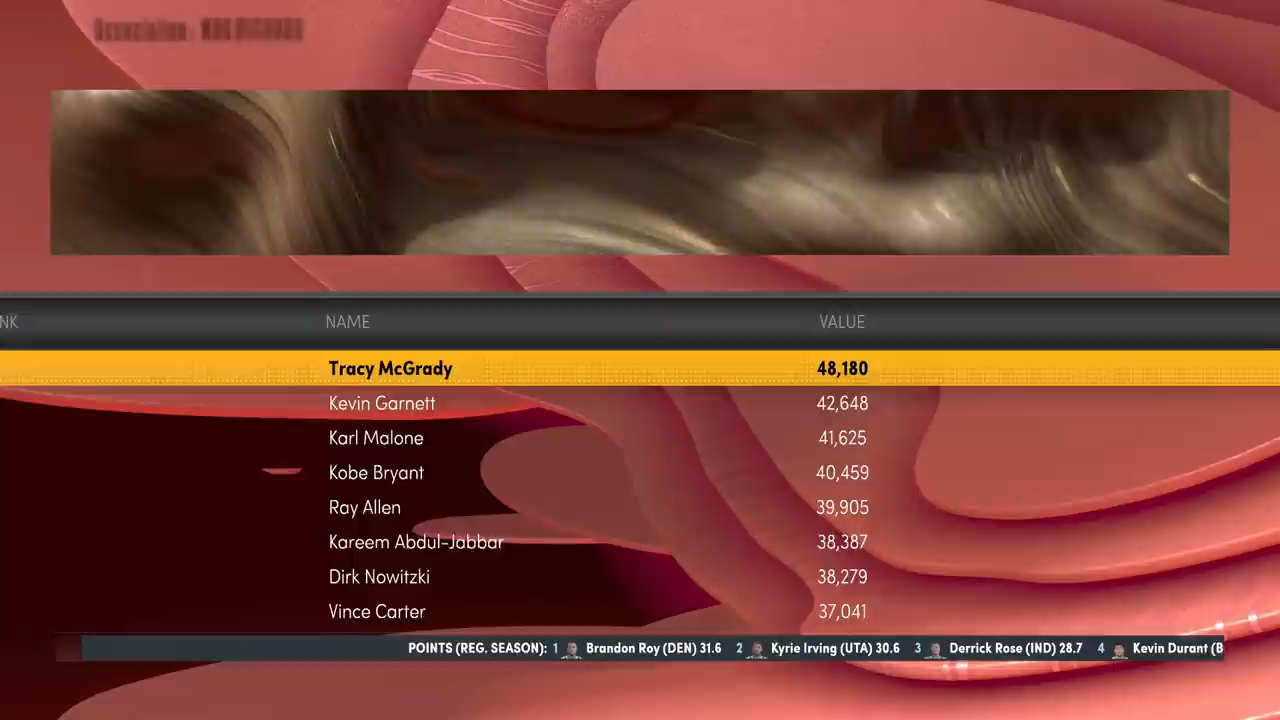 NK NAME VALUE
Tracy McGrady 48,180
Kevin Garnett 42,648
Karl Malone 41,625
Kobe Bryant 40,459
Ray Allen 39,905
Kareem Abdul-Jabbar 38,387
Dirk Nowitzki 38,279
Vince Carter 37,041
POINTS (REG. SEASON): 1 Brandon Roy (DEN) 31.6 2 Kyrie Irving (UTA) 30.6 3 Derrick Rose (IND) 28.7 4 Kevin Durant (B